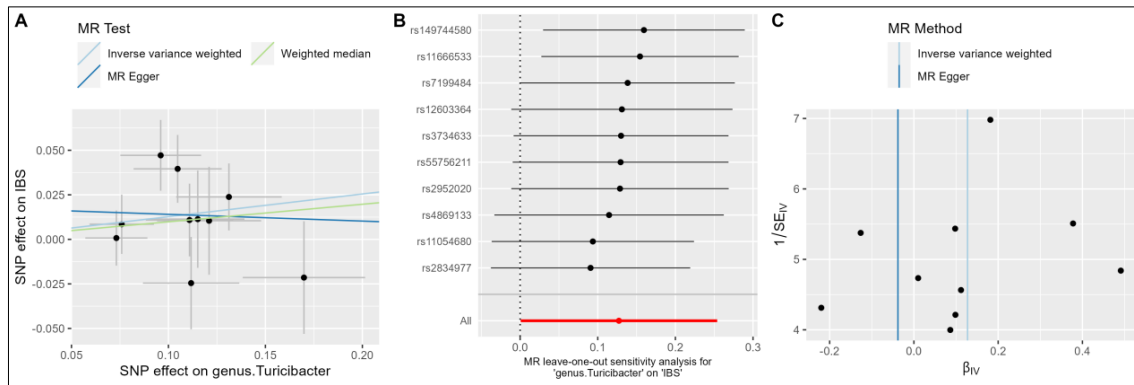 A
MR Test
Inverse variance weighted
Weighted median
MR Egger
SNP effect on IBS
0.050
0.025
0.000
-0.025
-0.050
0.05
0.10
0.15
0.20
SNP effect on genus.Turicibacter
B
rs149744580
rs11666533
rs7199484
rs12603364
rs3734633
rs55756211
rs2952020
rs4869133
rs11054680
rs2834977
All
0.0
0.1
0.2
0.3
MR leave-one-out sensitivity analysis for
'genus.Turicibacter' on 'IBS'
C
MR Method
Inverse variance weighted
MR Egger
1/SE_IV
7
6
5
4
-0.2
0.0
0.2
0.4
β_IV